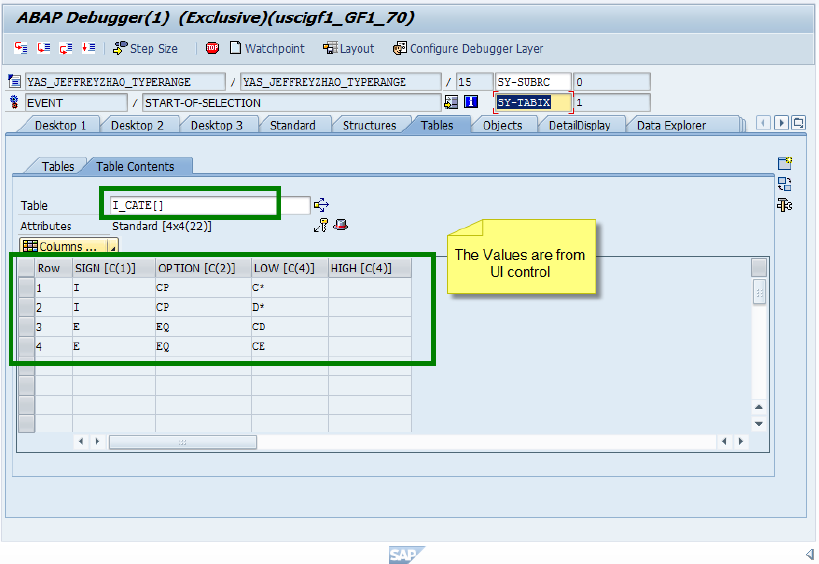 ABAP Debugger(1) (Exclusive)(uscigf1_GF1_70)
Step Size STOP Watchpoint Layout Configure Debugger Layer
YAS_JEFFREYZHAO_TYPERANGE / YAS_JEFFREYZHAO_TYPERANGE / 15 SY-SUBRC 0
EVENT / START-OF-SELECTION SY-TABIX 1
Desktop 1 Desktop 2 Desktop 3 Standard Structures Tables Objects DetailDisplay Data Explorer
Tables Table Contents
Table I_CATE[]
Attributes Standard [4x4(22)]
Columns ...
The Values are from
UI control
Row SIGN [C(1)] OPTION [C(2)] LOW [C(4)] HIGH [C(4)]
1 I CP C*
2 I CP D*
3 E EQ CD
4 E EQ CE
SAP